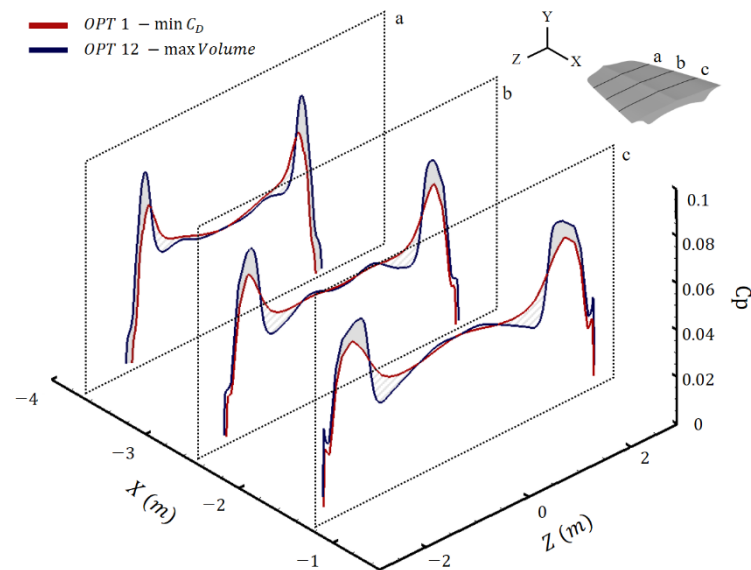 OPT 1 − min C_D
OPT 12 − max Volume
a
b
c
Y
Z
X
a b c
0.1
0.08
0.06
0.04
0.02
0
Cp
−4
−3
−2
−1
X (m)
−2
0
2
Z (m)